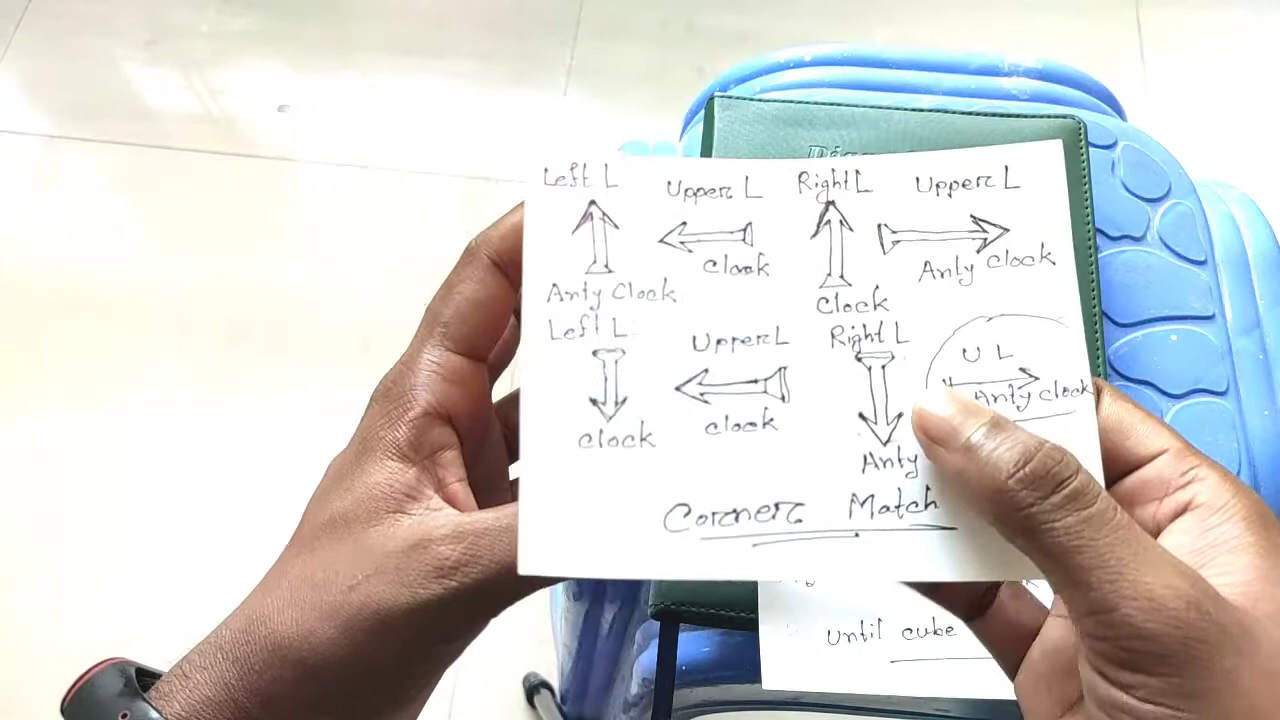 Left L
Upper L
Right L
Upper L
Clock
Anty Clock
Anty Clock
Clock
Left L
Upper L
Right L
U L
Anty clock
clock
clock
Anty
Corner Match
until cube